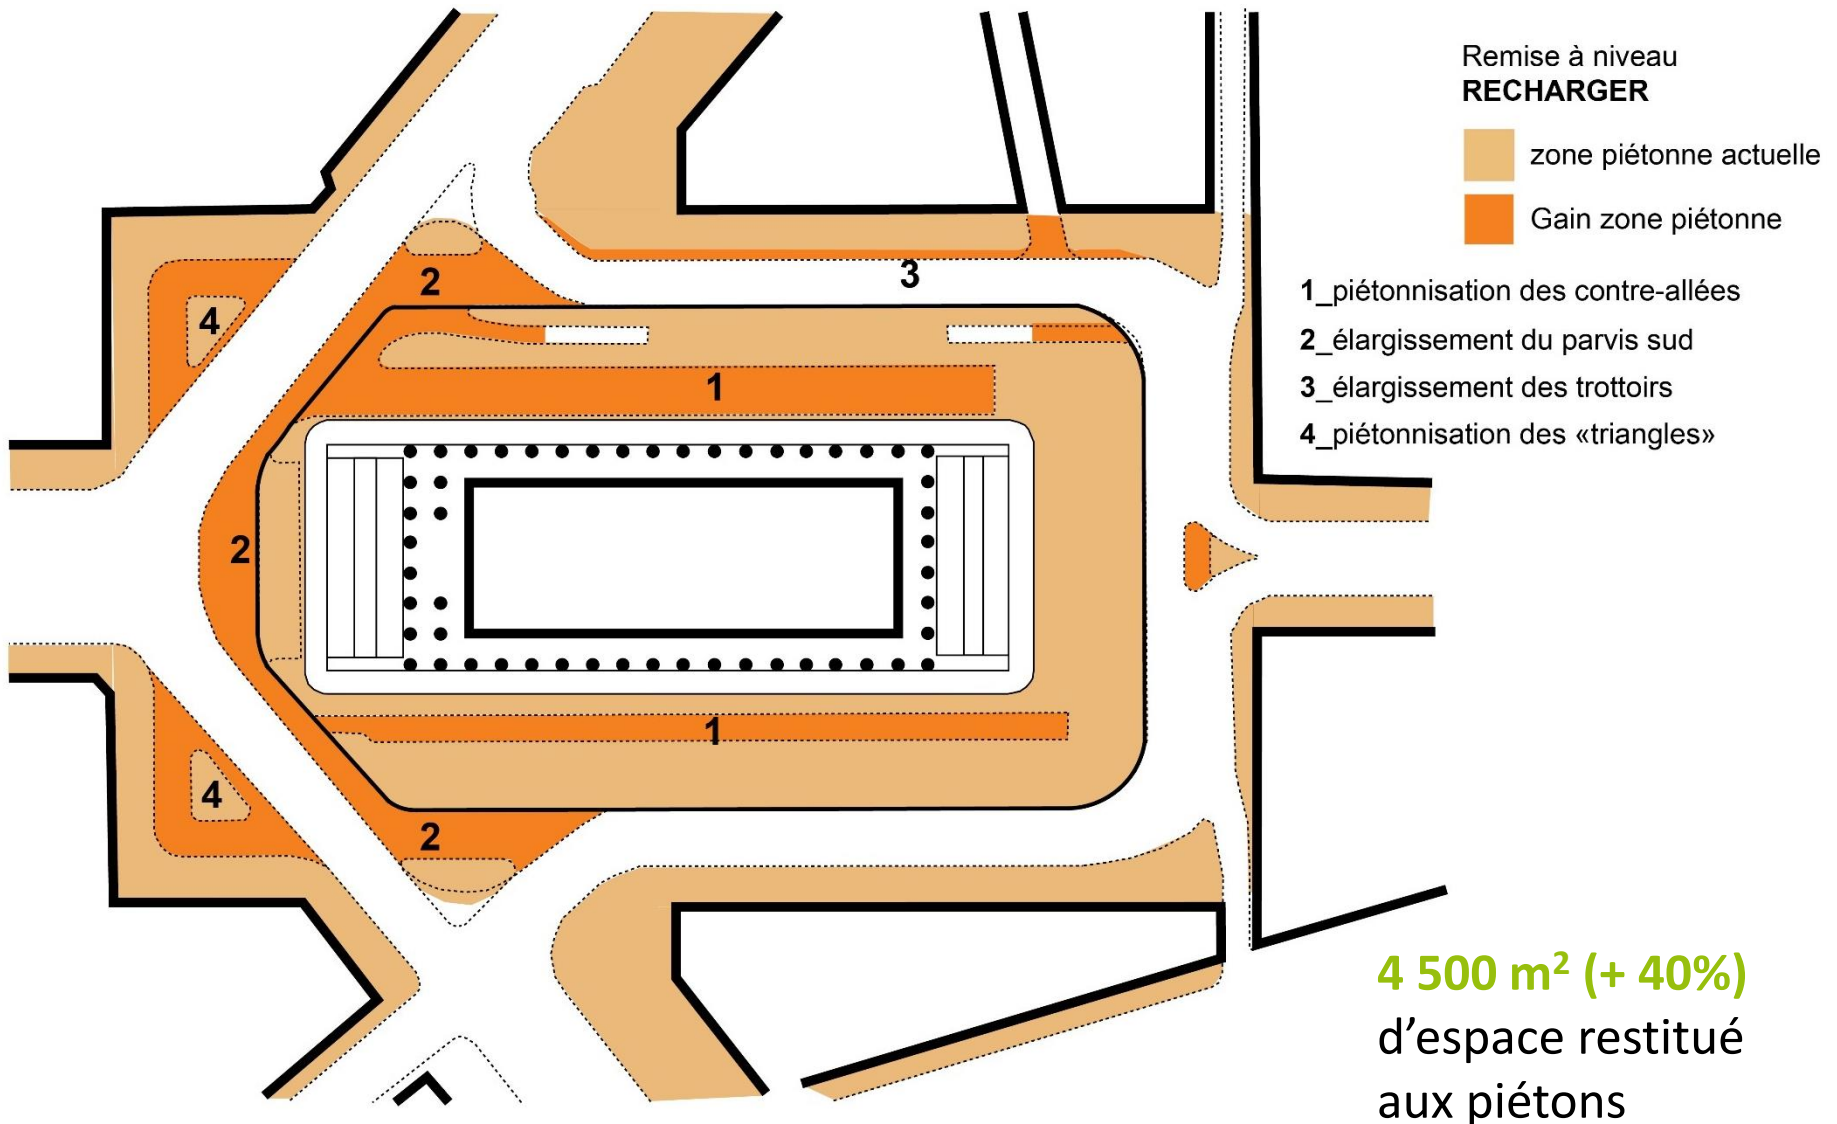 Remise à niveau
RECHARGER
zone piétonne actuelle
Gain zone piétonne
1_piétonnisation des contre-allées
2_élargissement du parvis sud
3_élargissement des trottoirs
4_piétonnisation des «triangles»
2
3
4
1
2
1
4
2
4 500 m² (+ 40%)
d’espace restitué
aux piétons